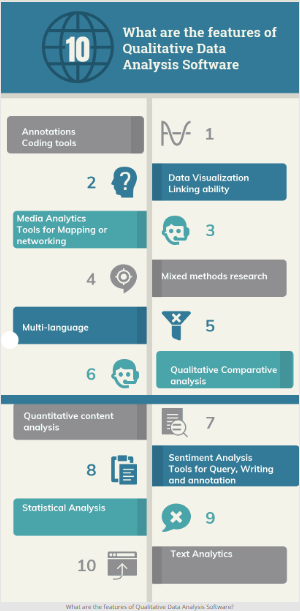 10
What are the features of
Qualitative Data
Analysis Software
Annotations
Coding tools
1
2
Data Visualization
Linking ability
Media Analytics
Tools for Mapping or
networking
3
4
Mixed methods research
Multi-language
5
6
Qualitative Comparative
analysis
Quantitative content
analysis
7
8
Sentiment Analysis
Tools for Query, Writing
and annotation
Statistical Analysis
9
10
Text Analytics
What are the features of Qualitative Data Analysis Software?